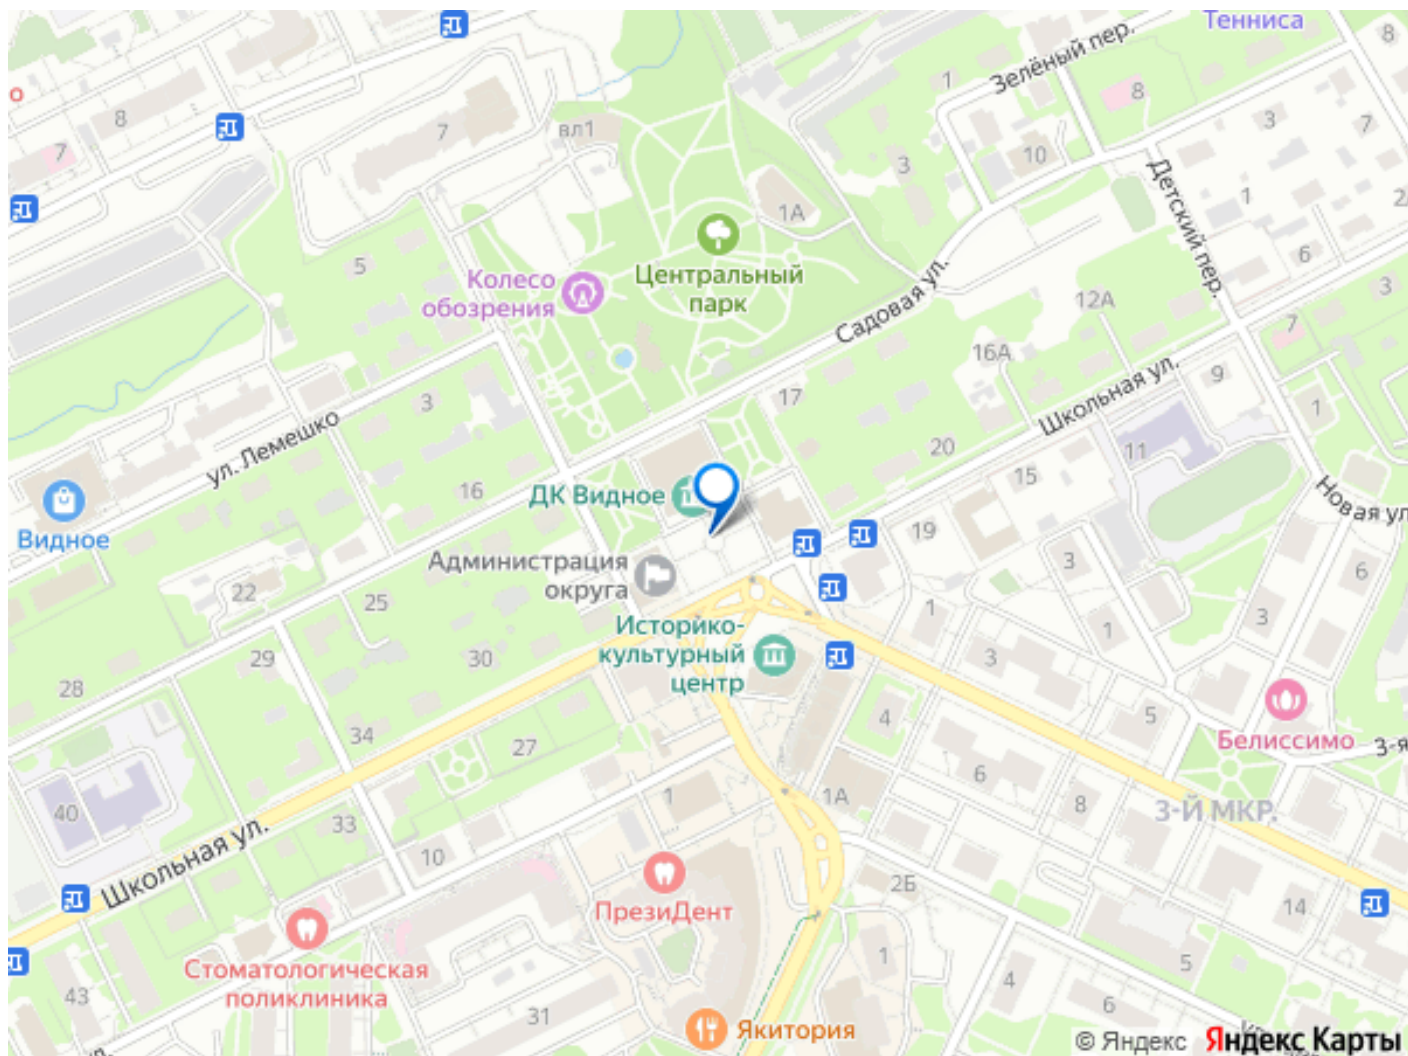 Тенниса
Зелёный пер.
8
1
8
о
8
7
вл1
3
7
7
3
10
1А
1
Детский пер.
5
6
Центральный
парк
Колесо
обозрения
Садовая ул.
12А
3
7
16А
Школьная ул.
9
17
3
1
ул. Лемешко
20
11
15
16
ДК Видное
Новая ул.
Видное
19
Администрация
округа
3
6
22
25
1
3
1
Историко-
культурный
центр
29
30
3
28
4
5
Белиссимо
3-я
34
27
6
1
1А
8
3-Й МКР.
40
33
Школьная ул.
10
2Б
ПрезиДент
14
Стоматологическая
поликлиника
1
5
43
4
6
31
Якитория
© Яндекс Яндекс Карты